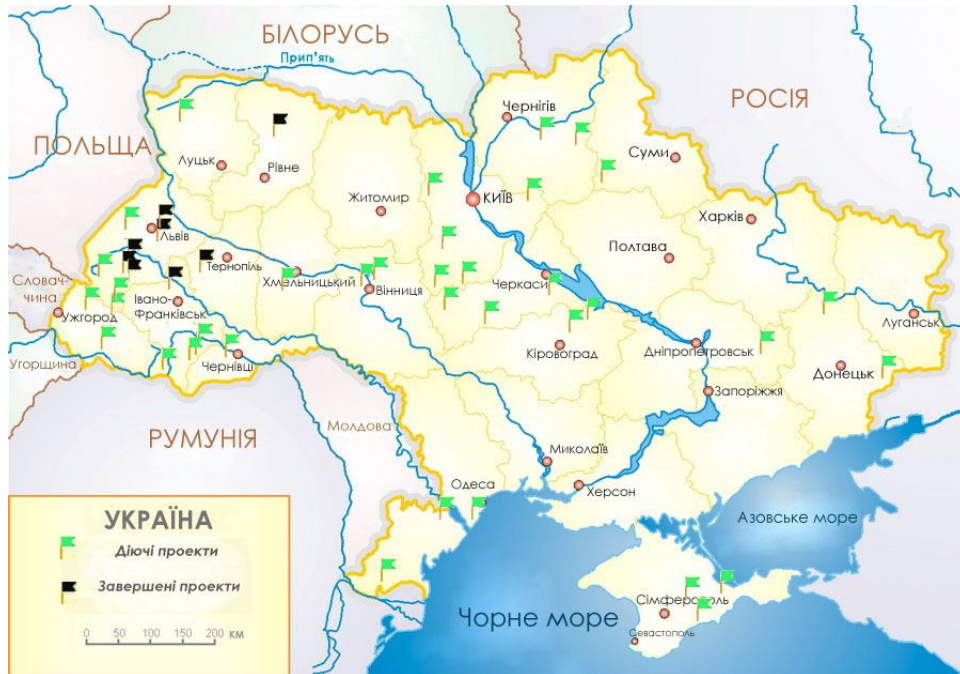 БІЛОРУСЬ
Прип'ять
РОСІЯ
Чернігів
ПОЛЬЩА
Суми
Луцьк
Рівне
КИЇВ
Житомир
Харків
Львів
Полтава
Тернопіль
Хмельницький
Черкаси
Словач-
чина
Вінниця
Івано-
Франківськ
Ужгород
Луганськ
Кіровоград
Дніпропетровськ
Угорщина
Чернівці
Донецьк
Запоріжжя
Молдова
РУМУНІЯ
Миколаїв
Одеса
Херсон
УКРАЇНА
Азовське море
Діючі проекти
Завершені проекти
Сімферополь
Чорне море
0 50 100 150 200 КМ
Севастополь